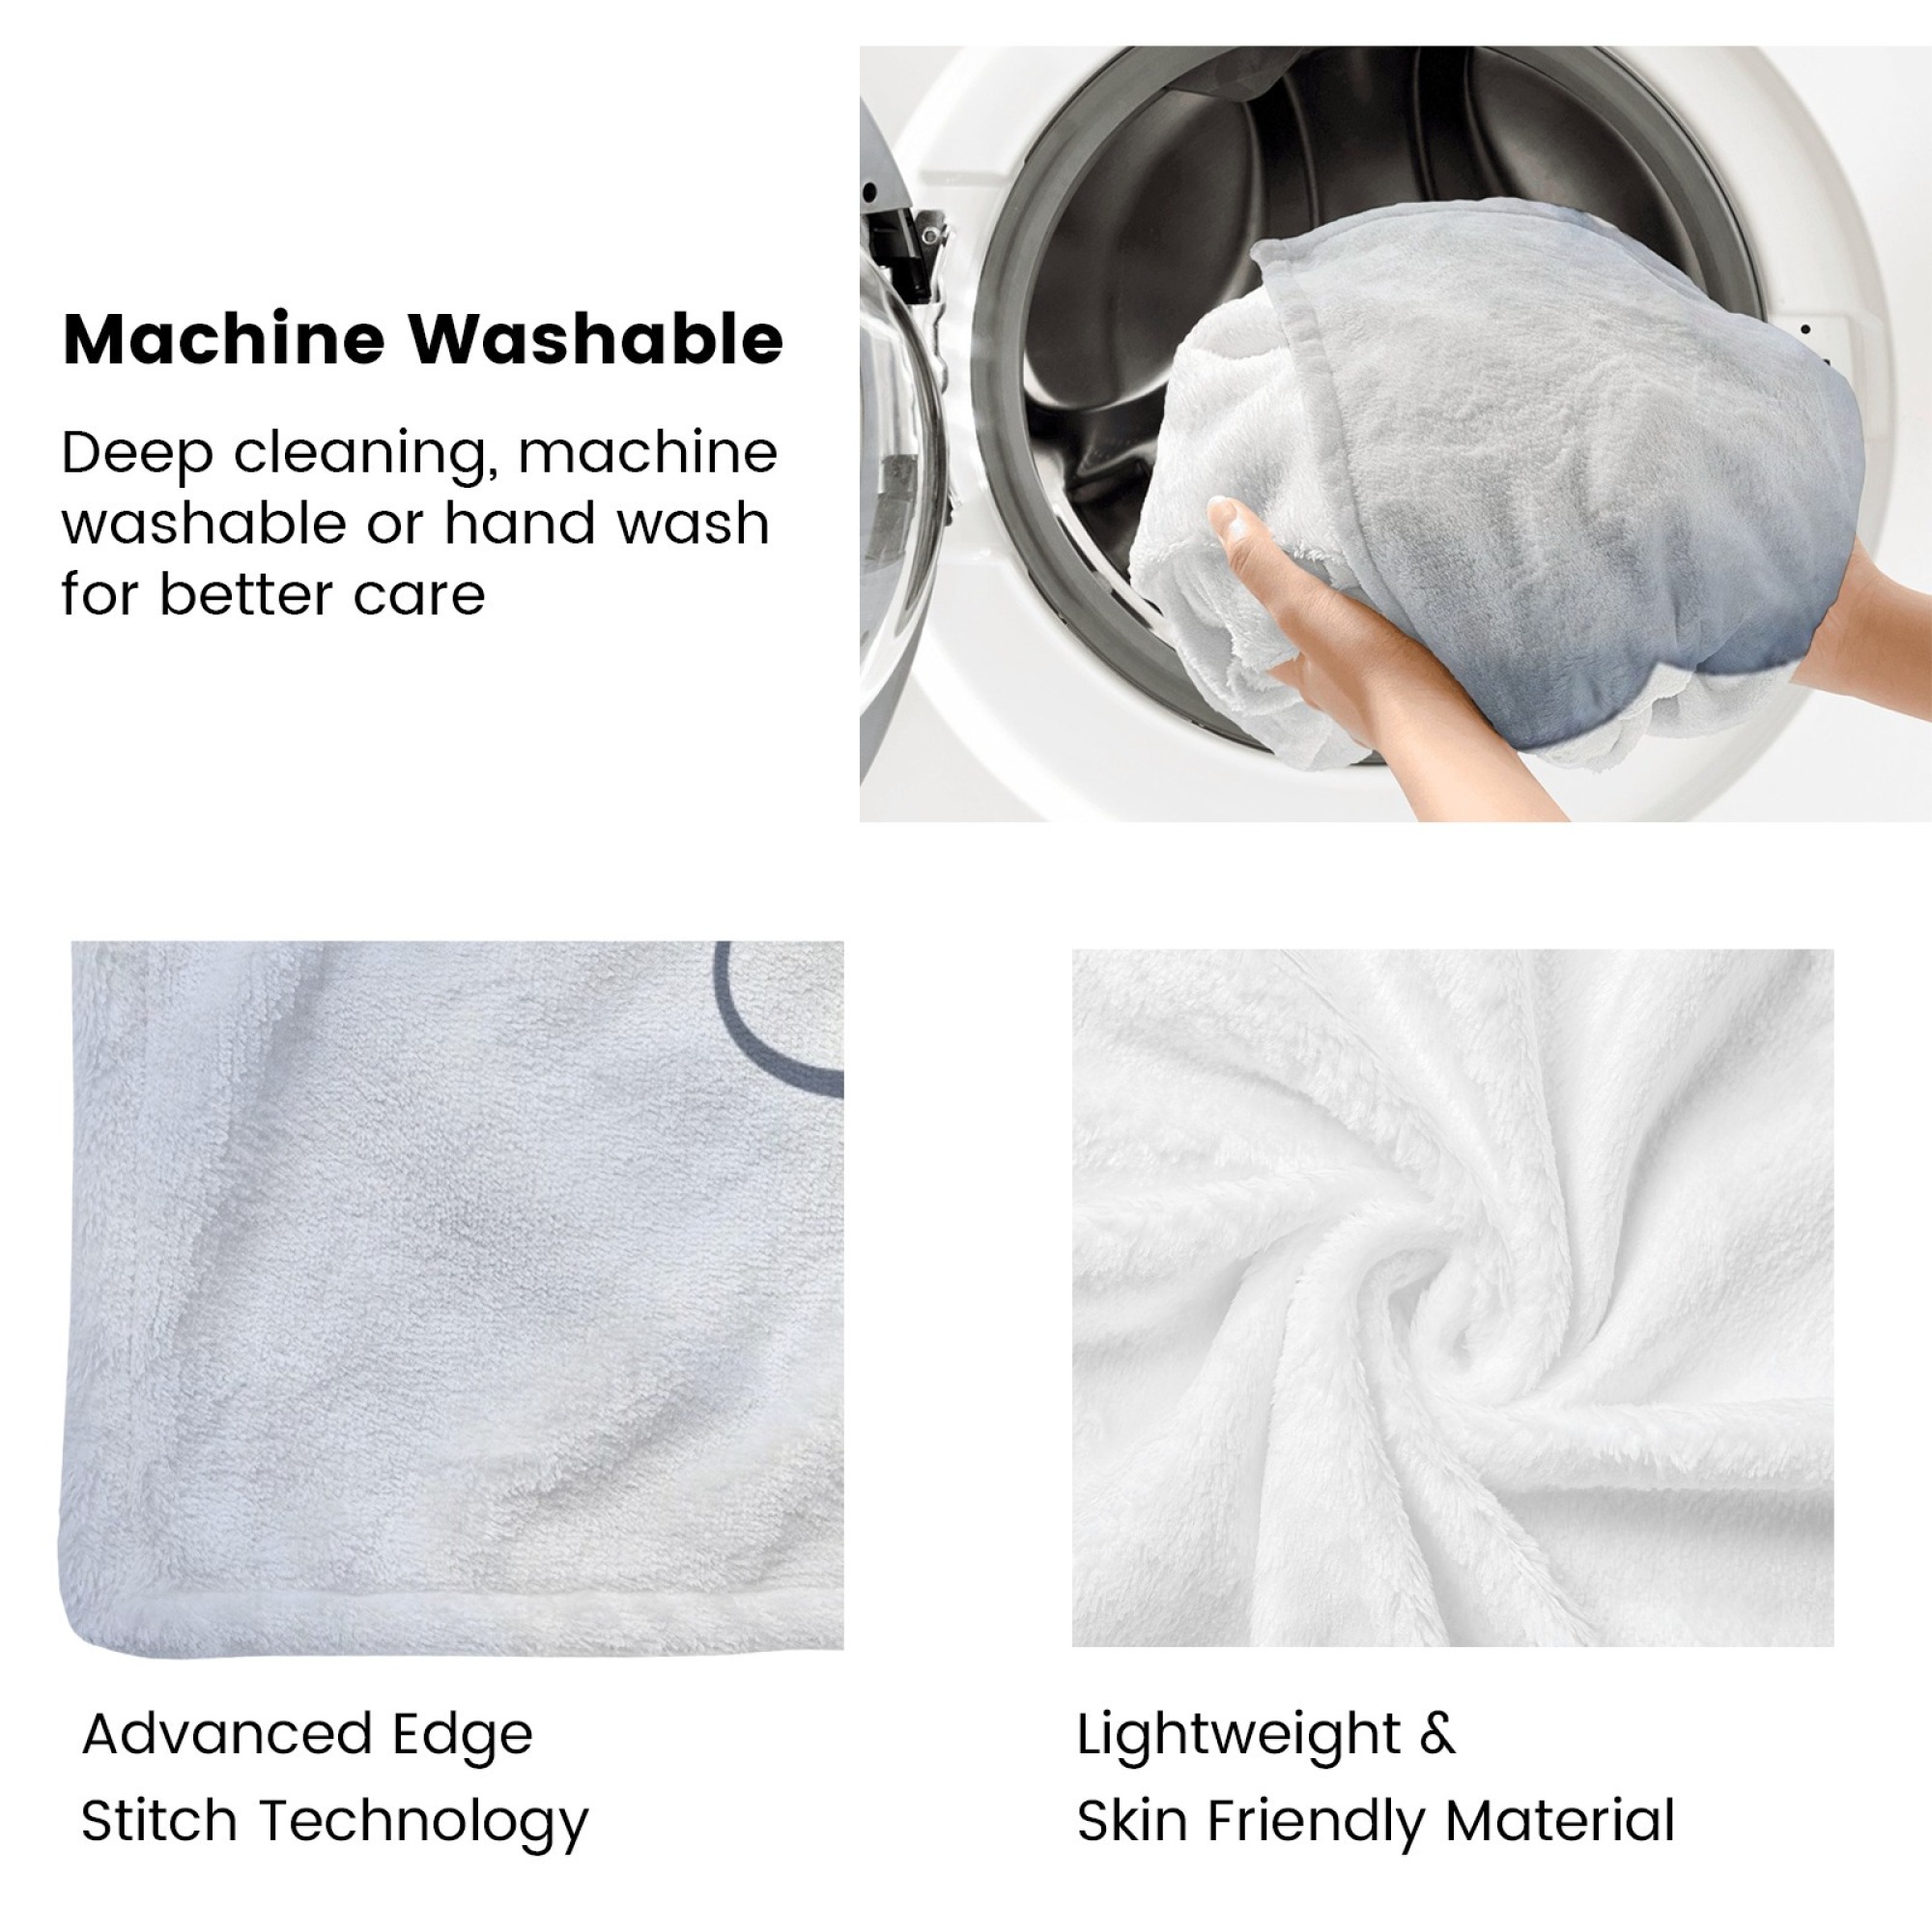 Machine Washable
Deep cleaning, machine
washable or hand wash
for better care
Advanced Edge
Stitch Technology
Lightweight &
Skin Friendly Material